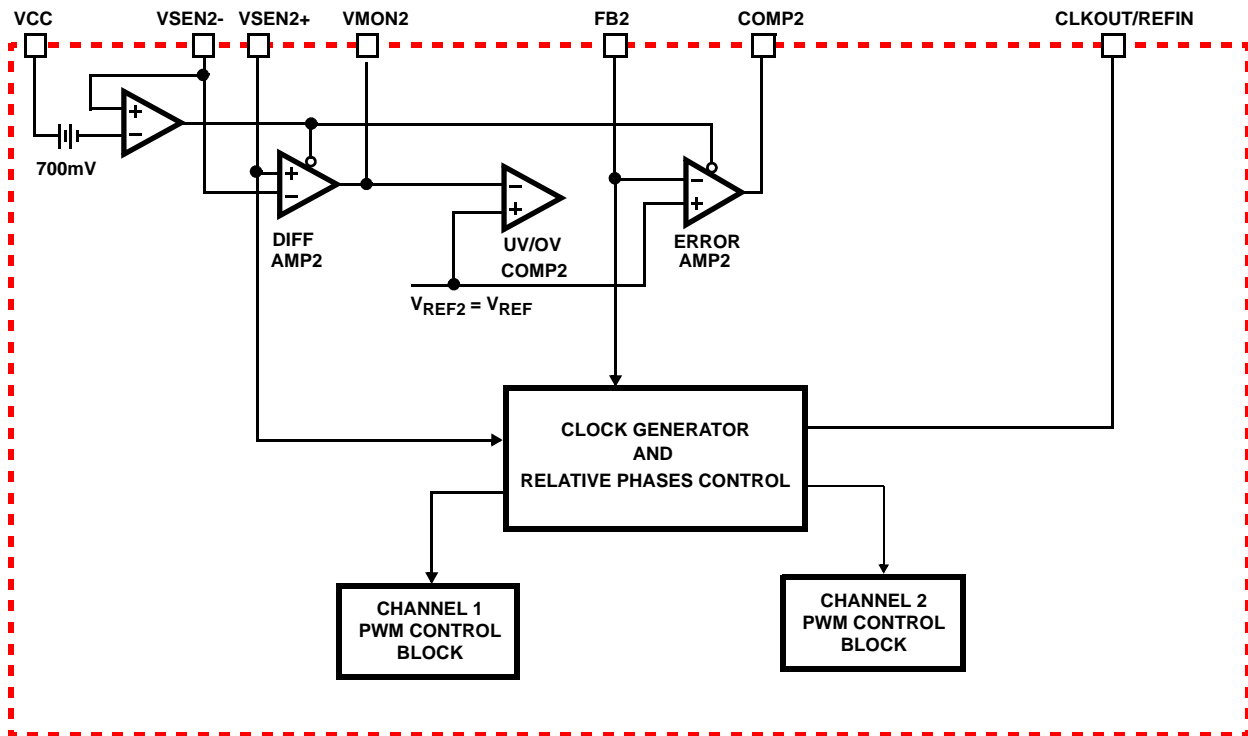 VCC
VSEN2-
VSEN2+
VMON2
FB2
COMP2
CLKOUT/REFIN
+
−
700mV
+
−
DIFF
AMP2
−
+
UV/OV
COMP2
−
+
ERROR
AMP2
VREF2 = VREF
CLOCK GENERATOR
AND
RELATIVE PHASES CONTROL
CHANNEL 1
PWM CONTROL
BLOCK
CHANNEL 2
PWM CONTROL
BLOCK